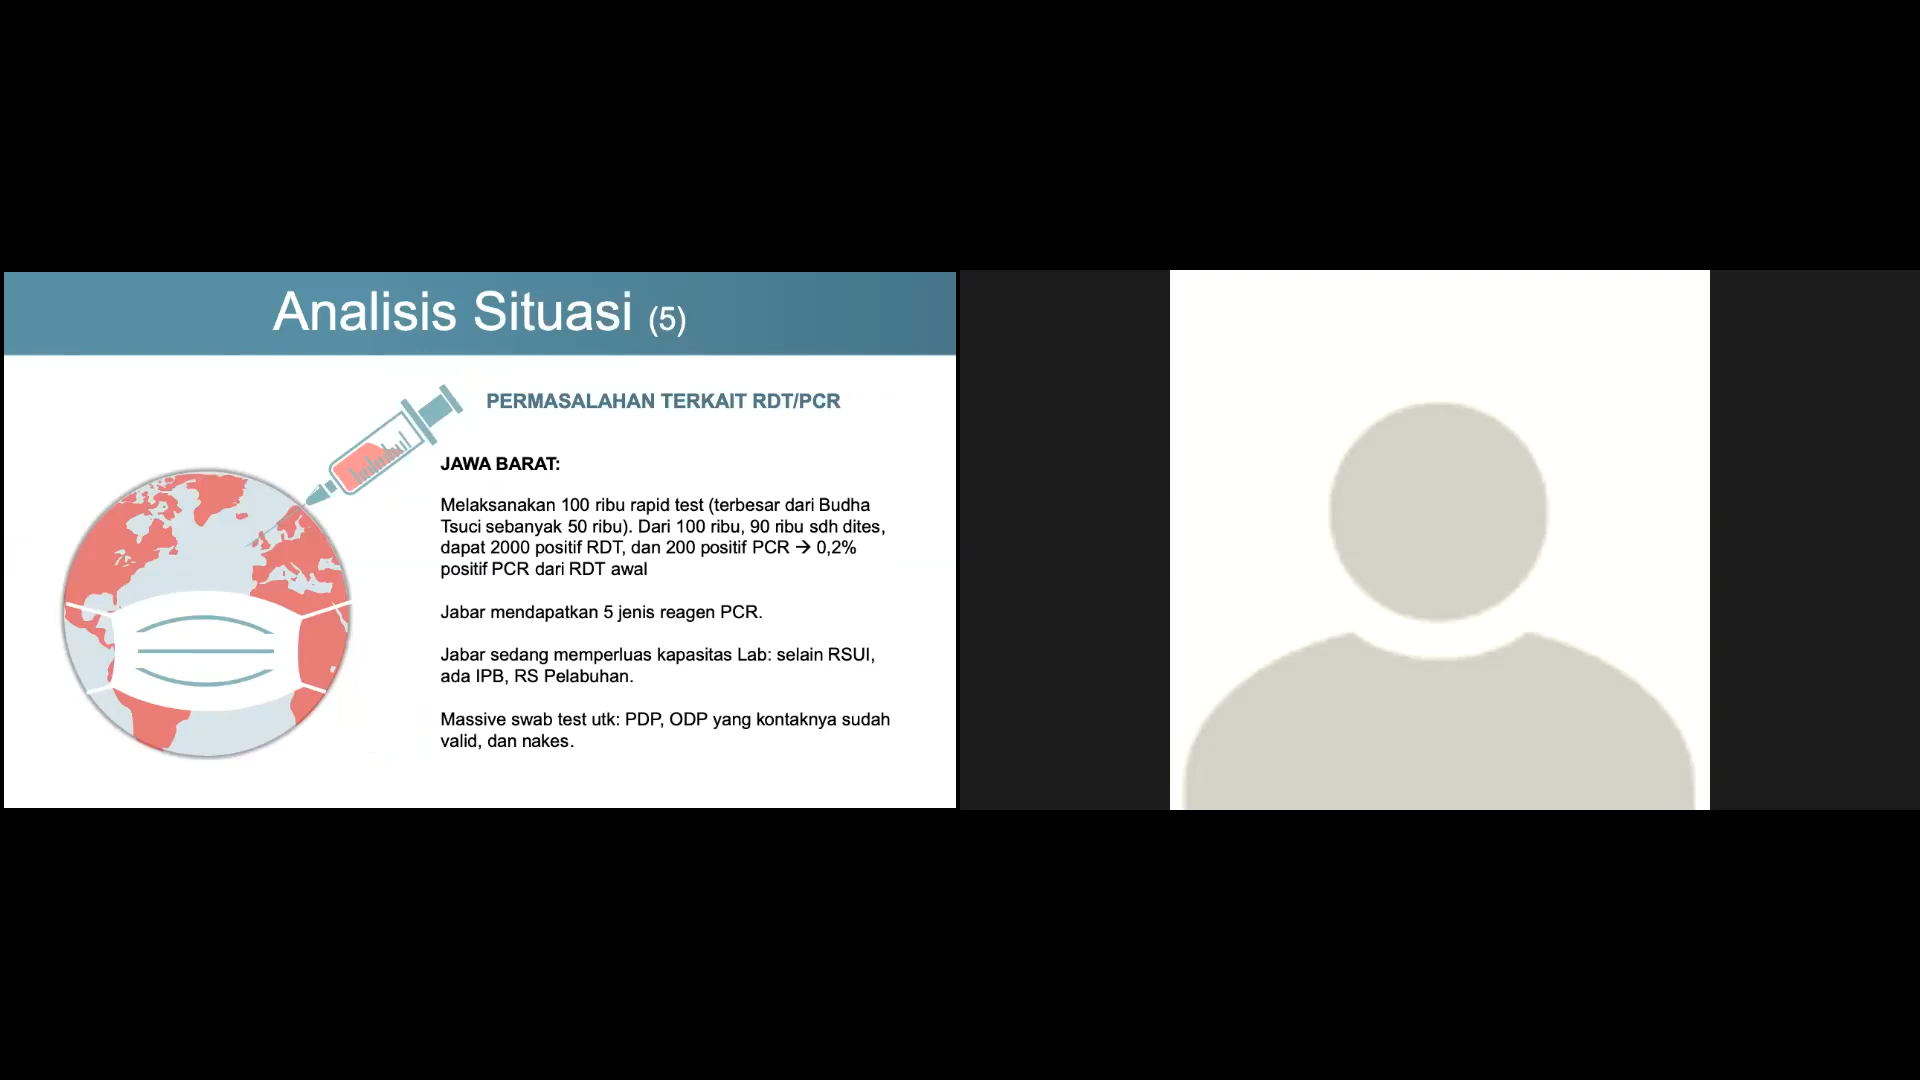 Analisis Situasi (5)
PERMASALAHAN TERKAIT RDT/PCR
JAWA BARAT:
Melaksanakan 100 ribu rapid test (terbesar dari Budha
Tsuci sebanyak 50 ribu). Dari 100 ribu, 90 ribu sdh dites,
dapat 2000 positif RDT, dan 200 positif PCR → 0,2%
positif PCR dari RDT awal
Jabar mendapatkan 5 jenis reagen PCR.
Jabar sedang memperluas kapasitas Lab: selain RSUI,
ada IPB, RS Pelabuhan.
Massive swab test utk: PDP, ODP yang kontaknya sudah
valid, dan nakes.